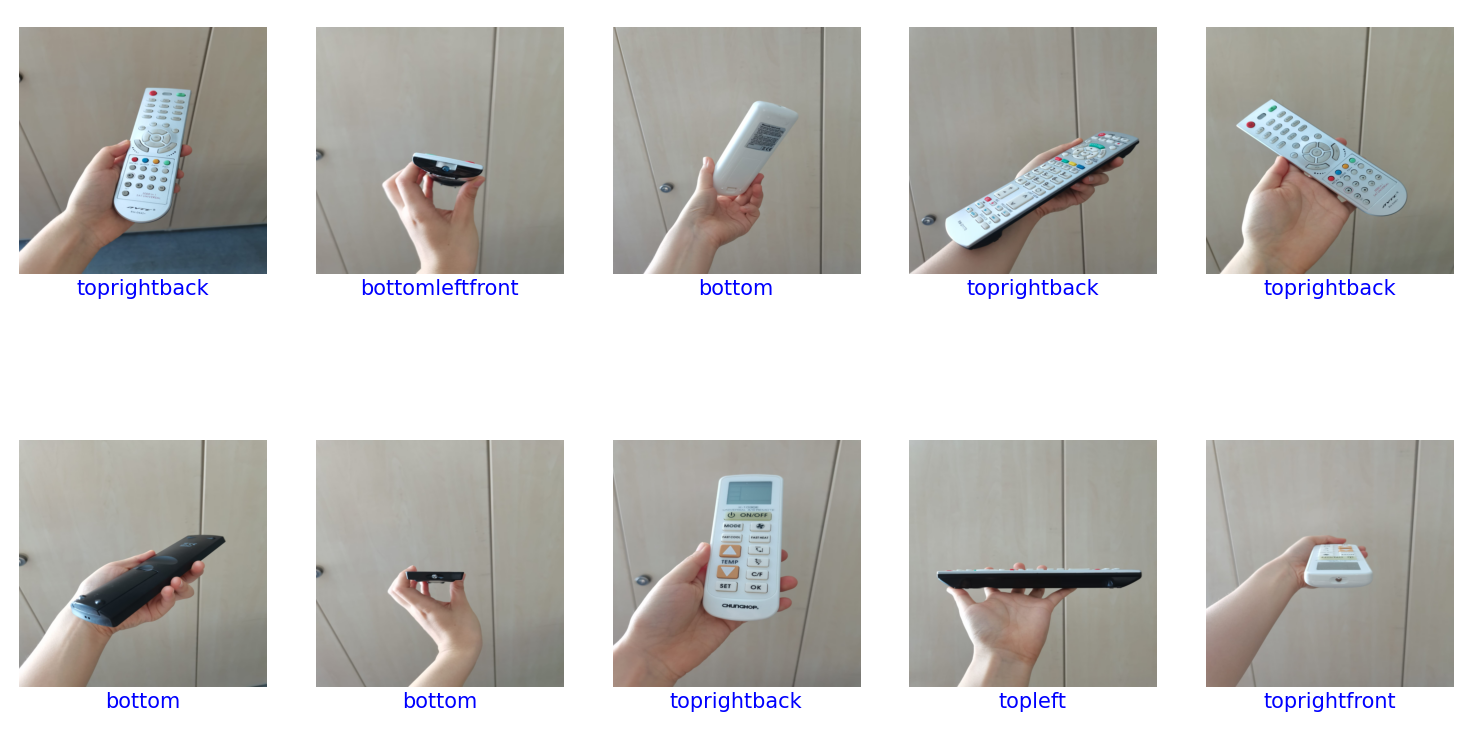 toprightback
bottomleftfront
bottom
toprightback
toprightback
ON/OFF
MODE
TEMP
C/F
SET
OK
CHUNGHOP.
bottom
bottom
toprightback
topleft
toprightfront